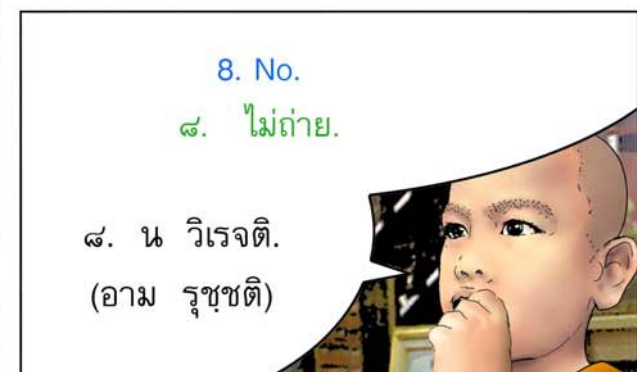 8. No.
๘. ไม่ถ่าย.
๘. น วิเรจติ.
(อาม รุชฺชติ)